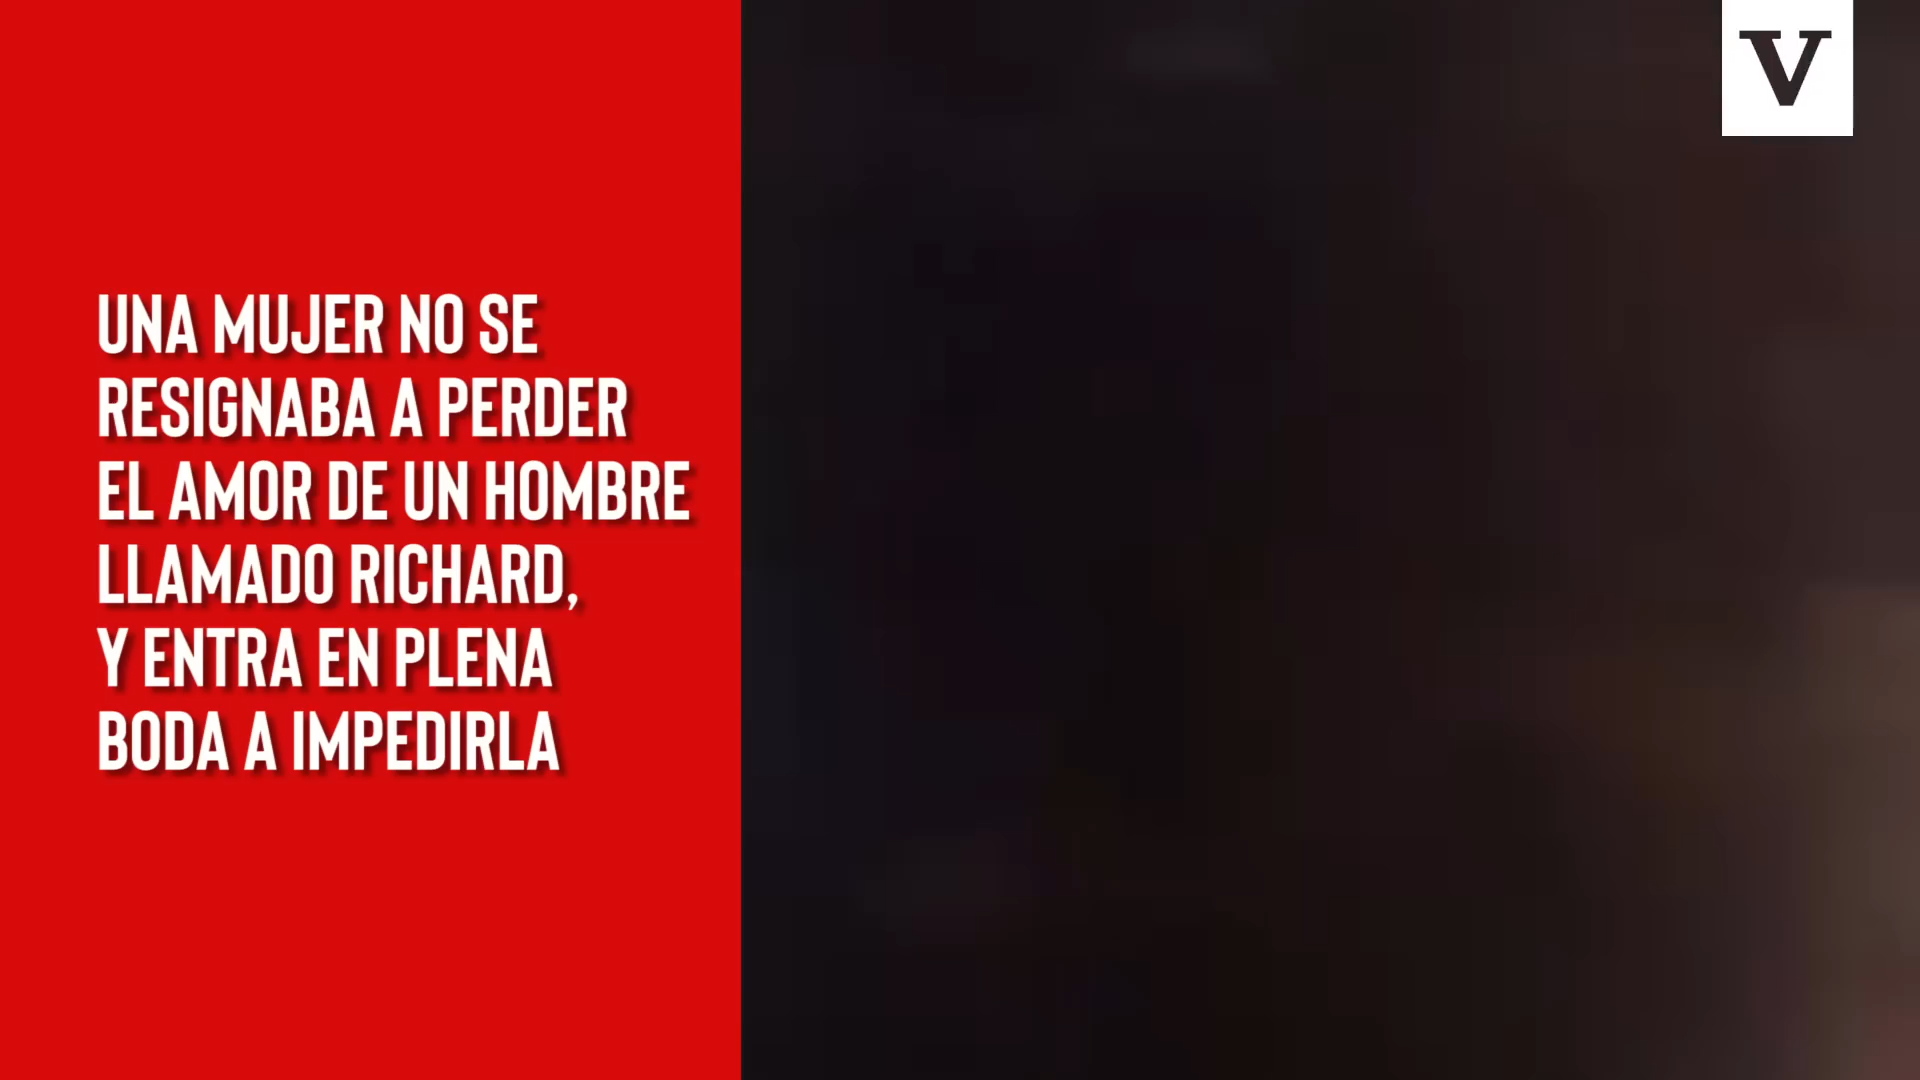 V
UNA MUJER NO SE
RESIGNABA A PERDER
EL AMOR DE UN HOMBRE
LLAMADO RICHARD,
Y ENTRA EN PLENA
BODA A IMPEDIRLA